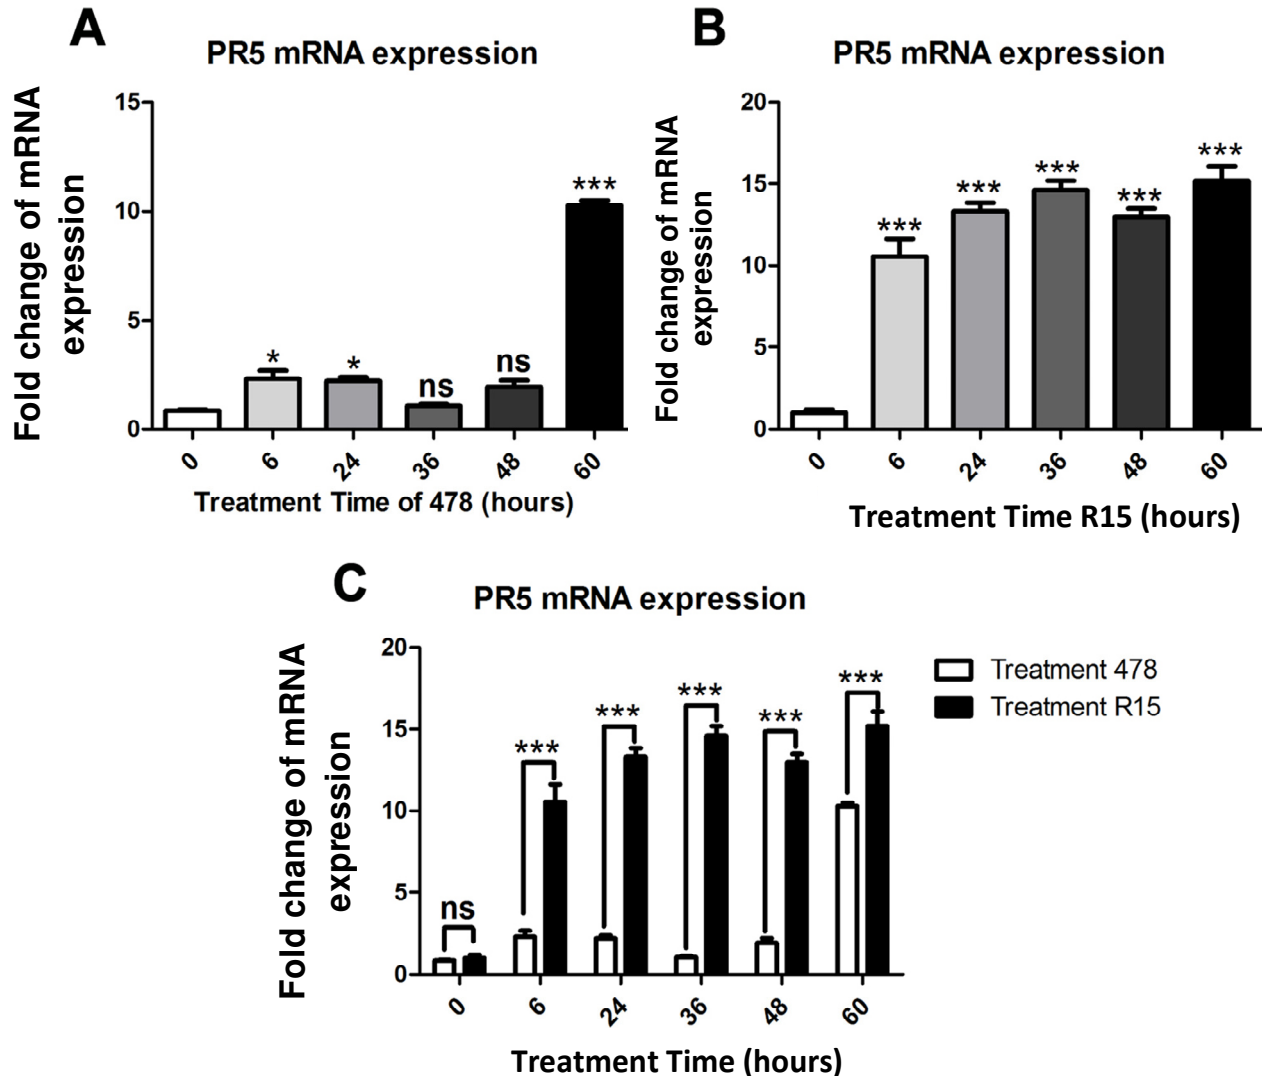 A
PR5 mRNA expression
Fold change of mRNA
expression
15
10
5
0
*
*
ns
ns
***
0 6 24 36 48 60
Treatment Time of 478 (hours)
B
PR5 mRNA expression
Fold change of mRNA
expression
20
15
10
5
0
***
***
***
***
***
0 6 24 36 48 60
Treatment Time R15 (hours)
C
PR5 mRNA expression
Fold change of mRNA
expression
20
15
10
5
0
ns
***
***
***
***
***
0 6 24 36 48 60
Treatment Time (hours)
Treatment 478
Treatment R15